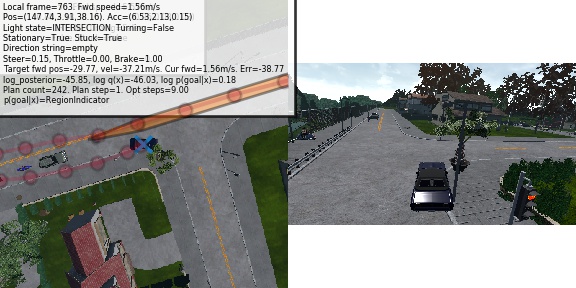 Local frame=763. Fwd speed=1.56m/s
Pos=(147.74,3.91,38.16). Acc=(6.53,2.13,0.15)
Light state=INTERSECTION. Turning=False
Stationary=True. Stuck=True
Direction string=empty
Steer=0.15, Throttle=0.00, Brake=1.00
Target fwd pos=-29.77, vel=-37.21m/s. Cur fwd=1.56m/s. Err=-38.77
log_posterior=-45.85, log q(x)=-46.03, log p(goal|x)=0.18
Plan count=242. Plan step=1. Opt steps=9.00
p(goal|x)=RegionIndicator